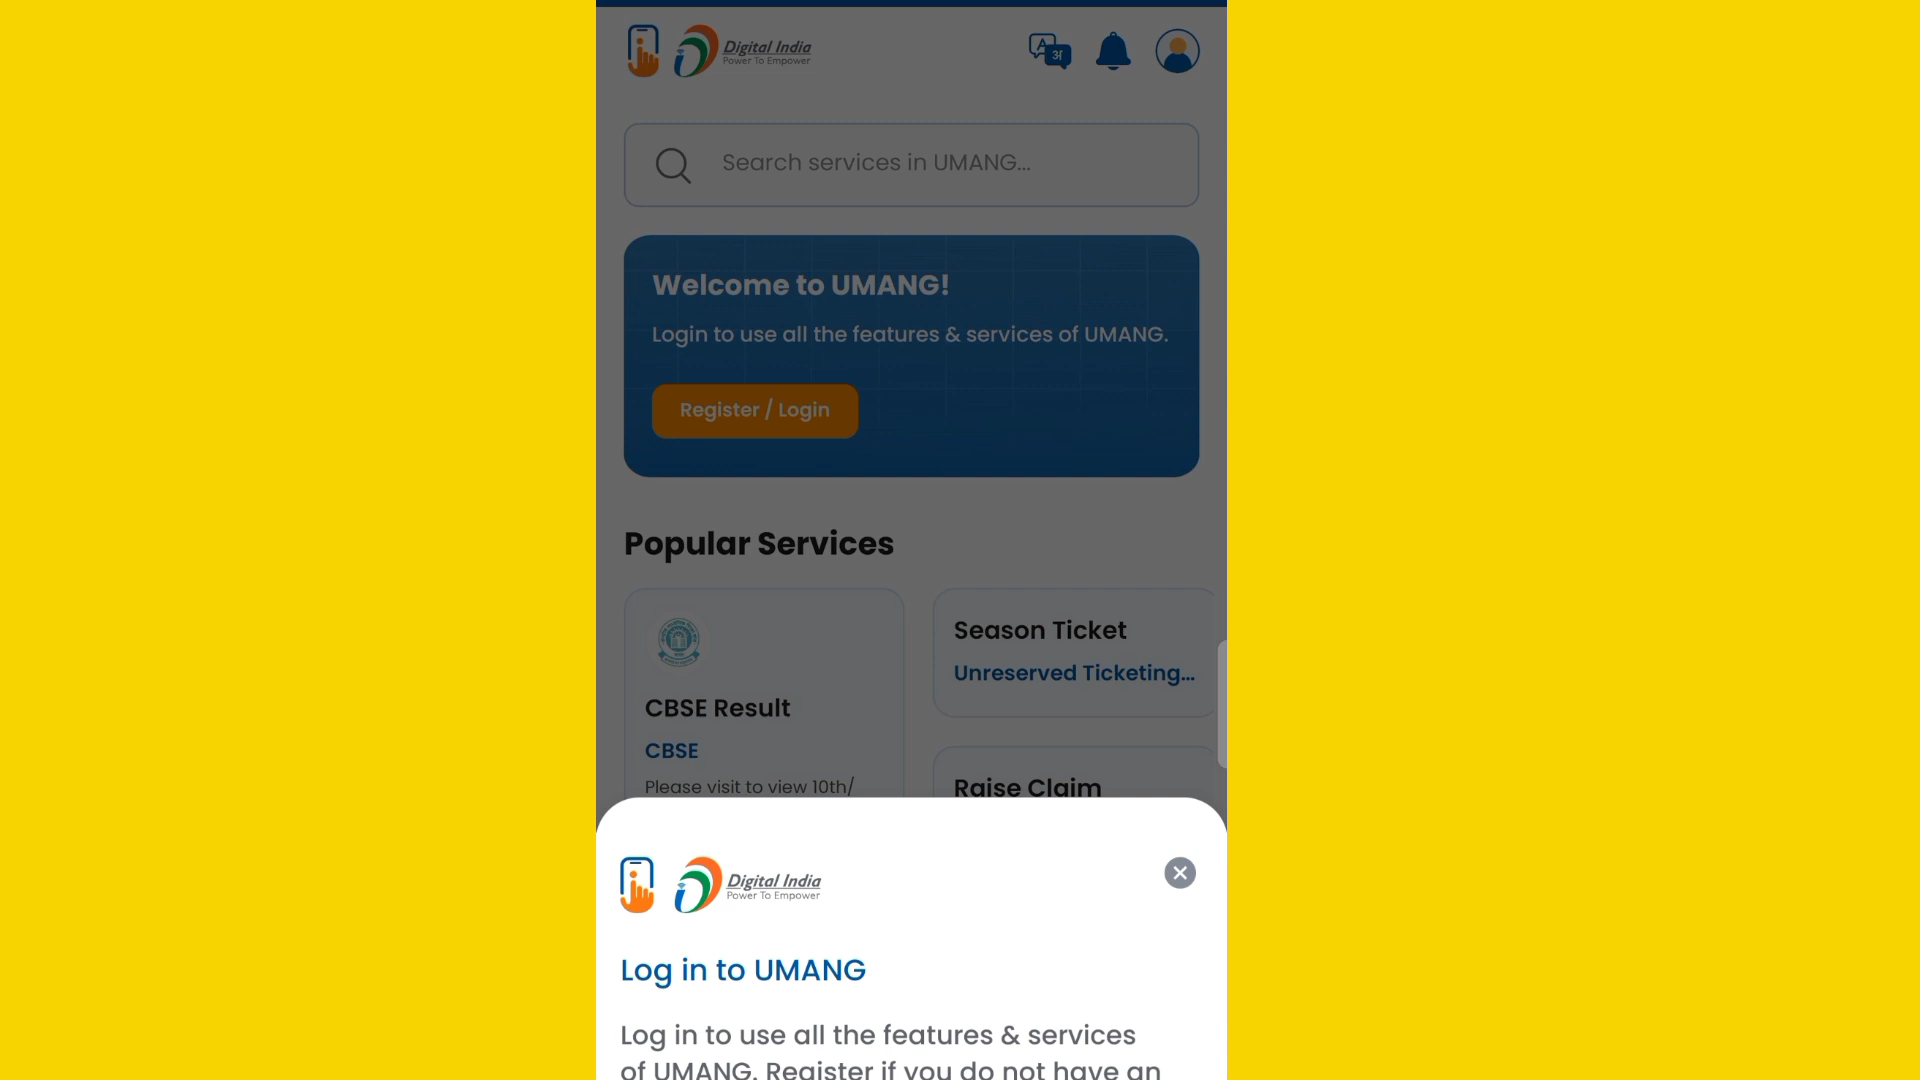 Digital India
Power To Empower
A अ
Search services in UMANG...
Welcome to UMANG!
Login to use all the features & services of UMANG.
Register / Login
Popular Services
CBSE Result
CBSE
Please visit to view 10th/
Season Ticket
Unreserved Ticketing...
Raise Claim
Digital India
Power To Empower
Log in to UMANG
Log in to use all the features & services
of UMANG. Register if you do not have an